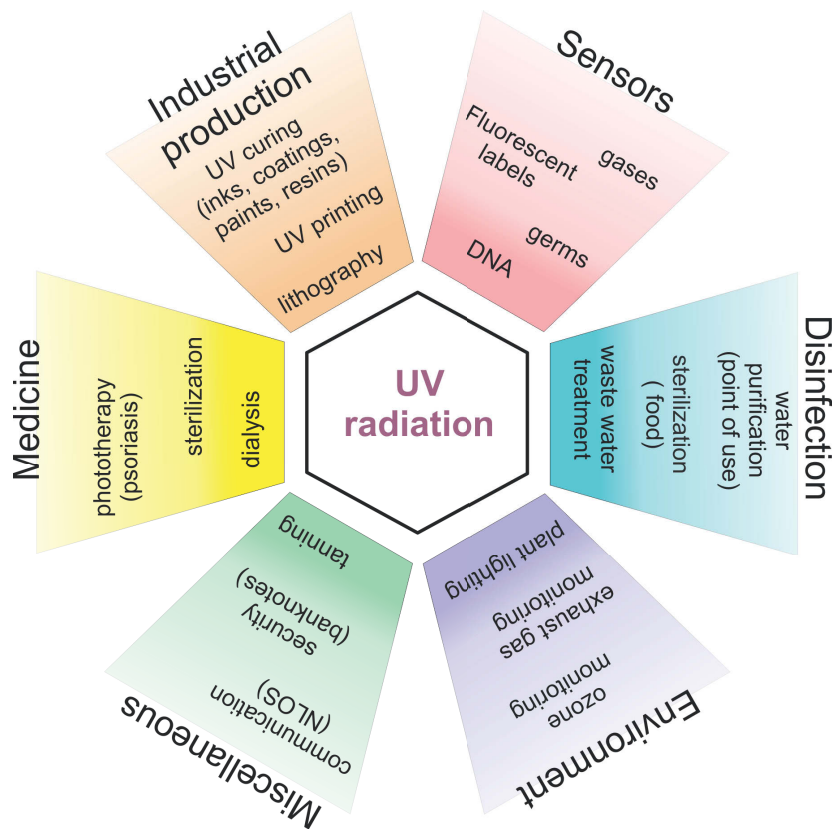 Industrial
production
UV curing
(inks, coatings,
paints, resins)
UV printing
lithography
Sensors
Fluorescent
labels
gases
germs
DNA
Disinfection
water
purification
(point of use)
sterilization
( food)
waste water
treatment
Environment
plant lighting
exhaust gas
monitoring
ozone
monitoring
Miscellaneous
tanning
security
(banknotes)
communication
(NLOS)
Medicine
phototherapy
(psoriasis)
sterilization
dialysis
UV
radiation